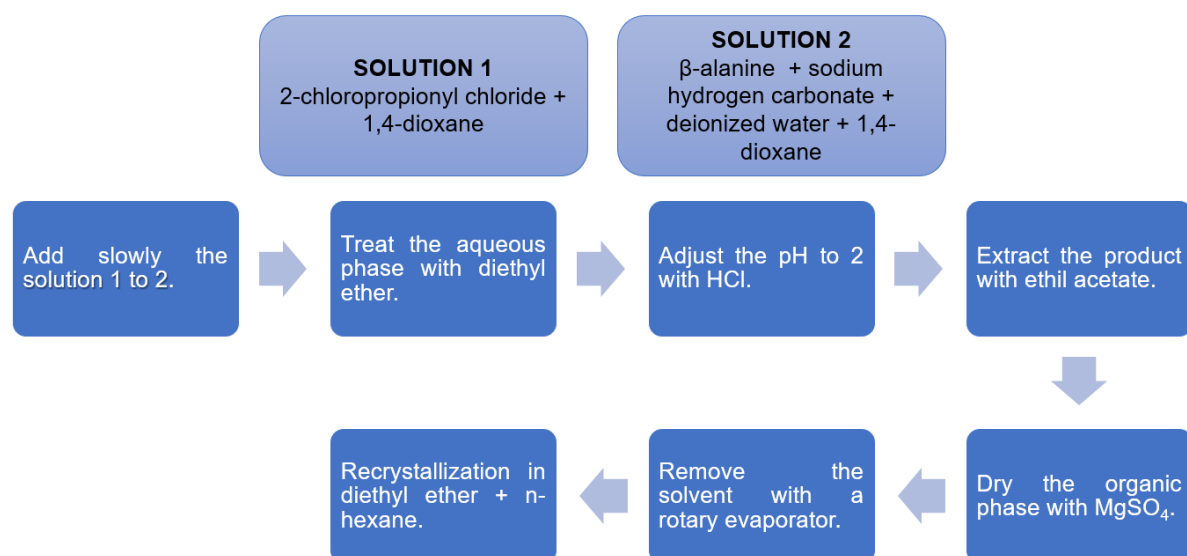 SOLUTION 1
2-chloropropionyl chloride +
1,4-dioxane
SOLUTION 2
β-alanine + sodium
hydrogen carbonate +
deionized water + 1,4-
dioxane
Add slowly the
solution 1 to 2.
Treat the aqueous
phase with diethyl
ether.
Adjust the pH to 2
with HCl.
Extract the product
with ethil acetate.
Dry the organic
phase with MgSO₄.
Remove the
solvent with a
rotary evaporator.
Recrystallization in
diethyl ether + n-
hexane.